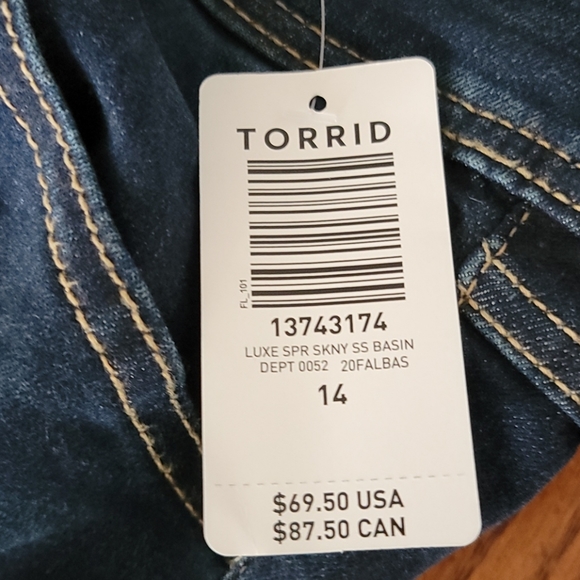 TORRID
FL_101
13743174
LUXE SPR SKNY SS BASIN
DEPT 0052 20FALBAS
14
$69.50 USA
$87.50 CAN